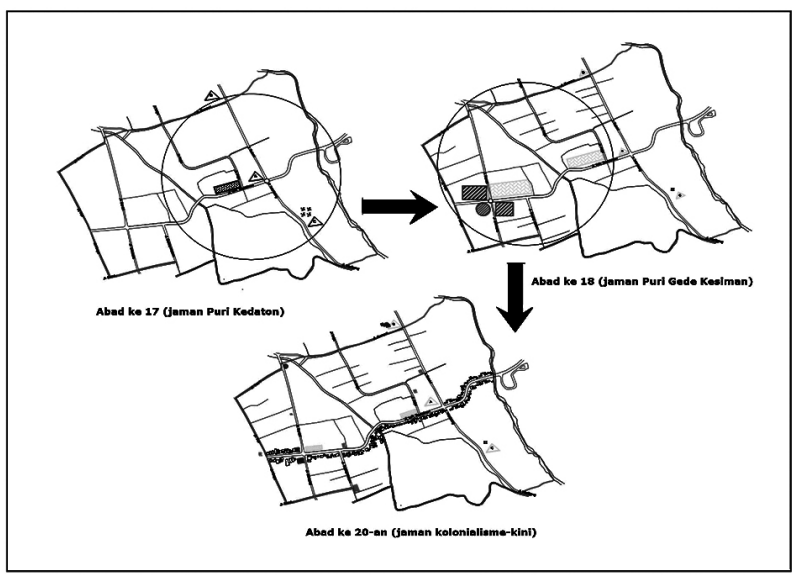 Abad ke 17 (jaman Puri Kedaton)
Abad ke 18 (jaman Puri Gede Kesiman)
Abad ke 20-an (jaman kolonialisme-kini)